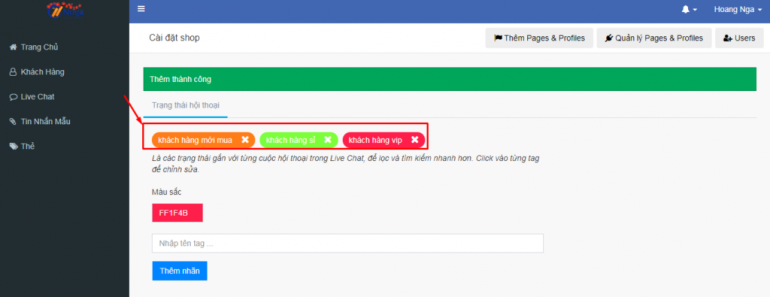 Hoang Nga
Cài đặt shop
Thêm Pages & Profiles
Quản lý Pages & Profiles
Users
Trang Chủ
Khách Hàng
Live Chat
Tin Nhắn Mẫu
Thẻ
Thêm thành công
Trạng thái hội thoại
khách hàng mới mua
khách hàng sỉ
khách hàng vip
Là các trạng thái gắn với từng cuộc hội thoại trong Live Chat, để lọc và tìm kiếm nhanh hơn. Click vào từng tag
để chỉnh sửa.
Màu sắc
FF1F4B
Nhập tên tag ...
Thêm nhãn